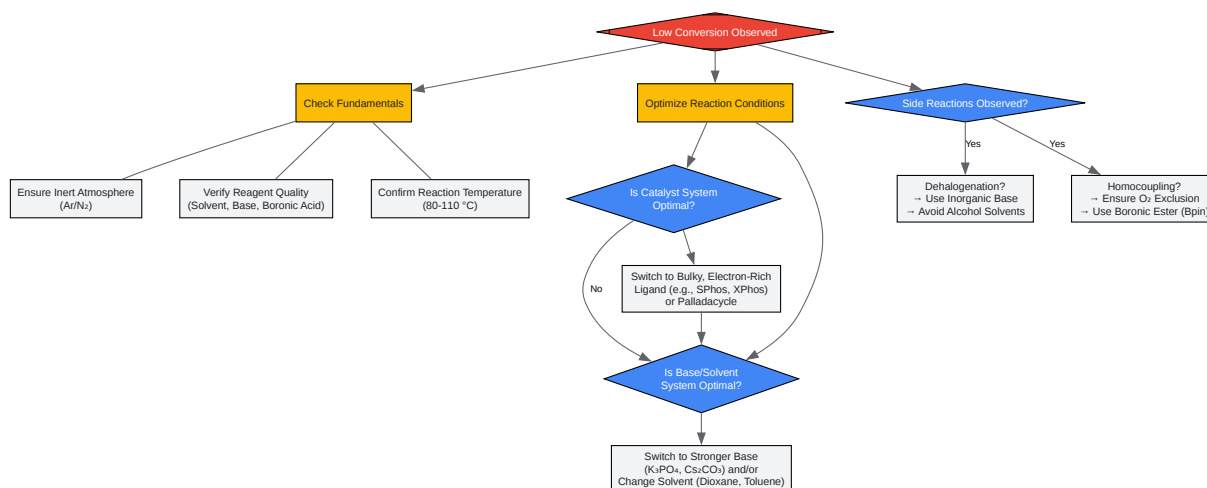 Low Conversion Observed
Check Fundamentals
Optimize Reaction Conditions
Side Reactions Observed?
Yes
Yes
Ensure Inert Atmosphere
(Ar/N₂)
Verify Reagent Quality
(Solvent, Base, Boronic Acid)
Confirm Reaction Temperature
(80-110 °C)
Is Catalyst System
Optimal?
Dehalogenation?
→ Use Inorganic Base
→ Avoid Alcohol Solvents
Homocoupling?
→ Ensure O₂ Exclusion
→ Use Boronic Ester (Bpin)
No
Switch to Bulky, Electron-Rich
Ligand (e.g., SPhos, XPhos)
or Palladacycle
Is Base/Solvent
System Optimal?
Switch to Stronger Base
(K₃PO₄, Cs₂CO₃) and/or
Change Solvent (Dioxane, Toluene)